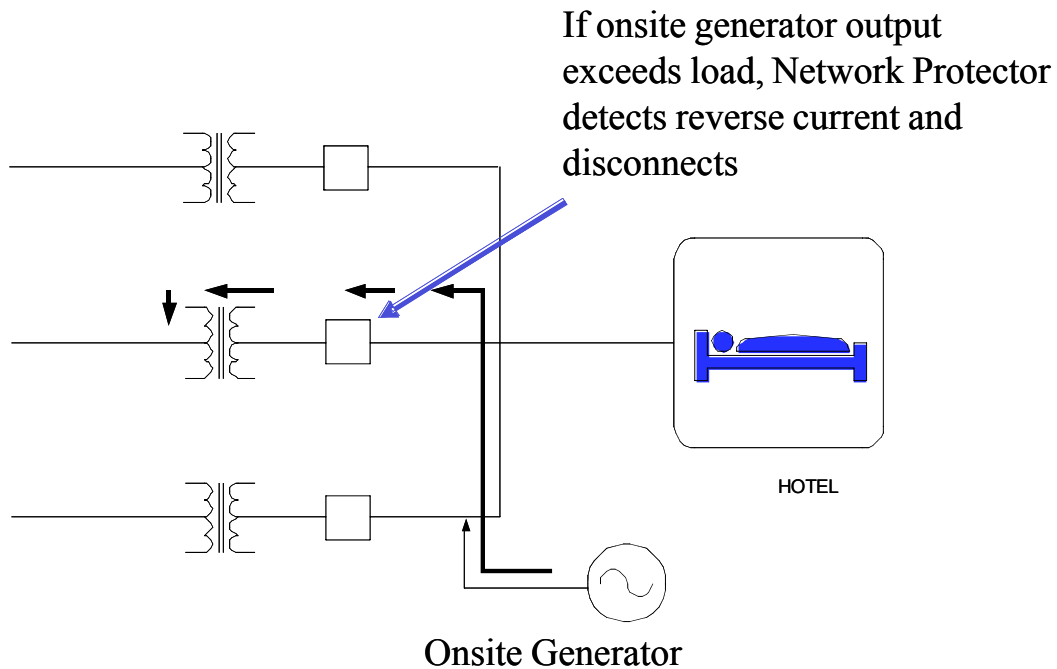 If onsite generator output
exceeds load, Network Protector
detects reverse current and
disconnects
HOTEL
Onsite Generator